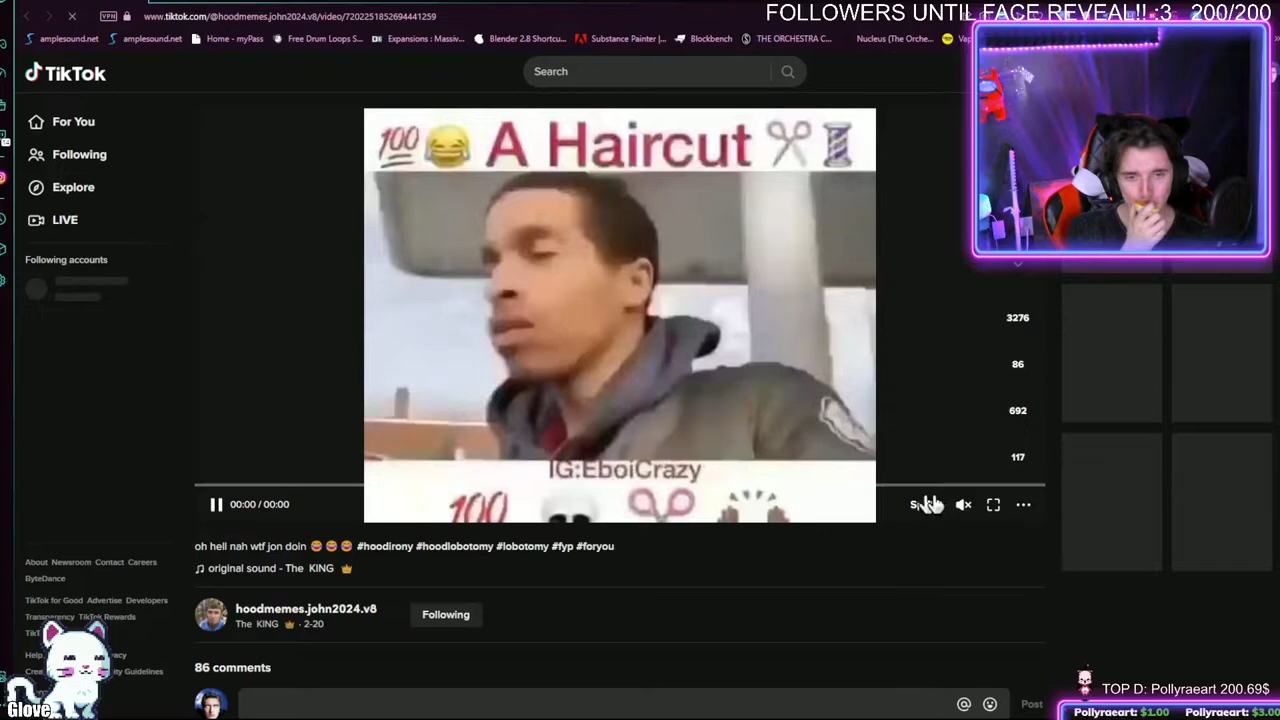 FOLLOWERS UNTIL FACE REVEAL!! :3 200/200
VPN www.tiktok.com/@hoodmemes.john2024.v8/video/7202251852694441259
amplesound.net amplesound.net Home - myPass Free Drum Loops S... Expansions : Massiv... Blender 2.8 Shortcu... Substance Painter |... Blockbench THE ORCHESTRA C... Nucleus (The Orche...
TikTok
Search
For You
Following
Explore
LIVE
Following accounts
💯😂 A Haircut ✂💈
IG:EboiCrazy
3276
86
692
117
00:00 / 00:00
oh hell nah wtf jon doin 😂😂😂 #hoodirony #hoodlobotomy #lobotomy #fyp #foryou
♫ original sound - The KING 👑
hoodmemes.john2024.v8
The KING 👑 · 2-20
Following
86 comments
Post
About Newsroom Contact Careers
ByteDance
TikTok for Good Advertise Developers
Transparency TikTok Rewards
Help
Glove
TOP D: Pollyraeart 200.69$
Pollyraeart: $1.00 Pollyraeart: $3.00